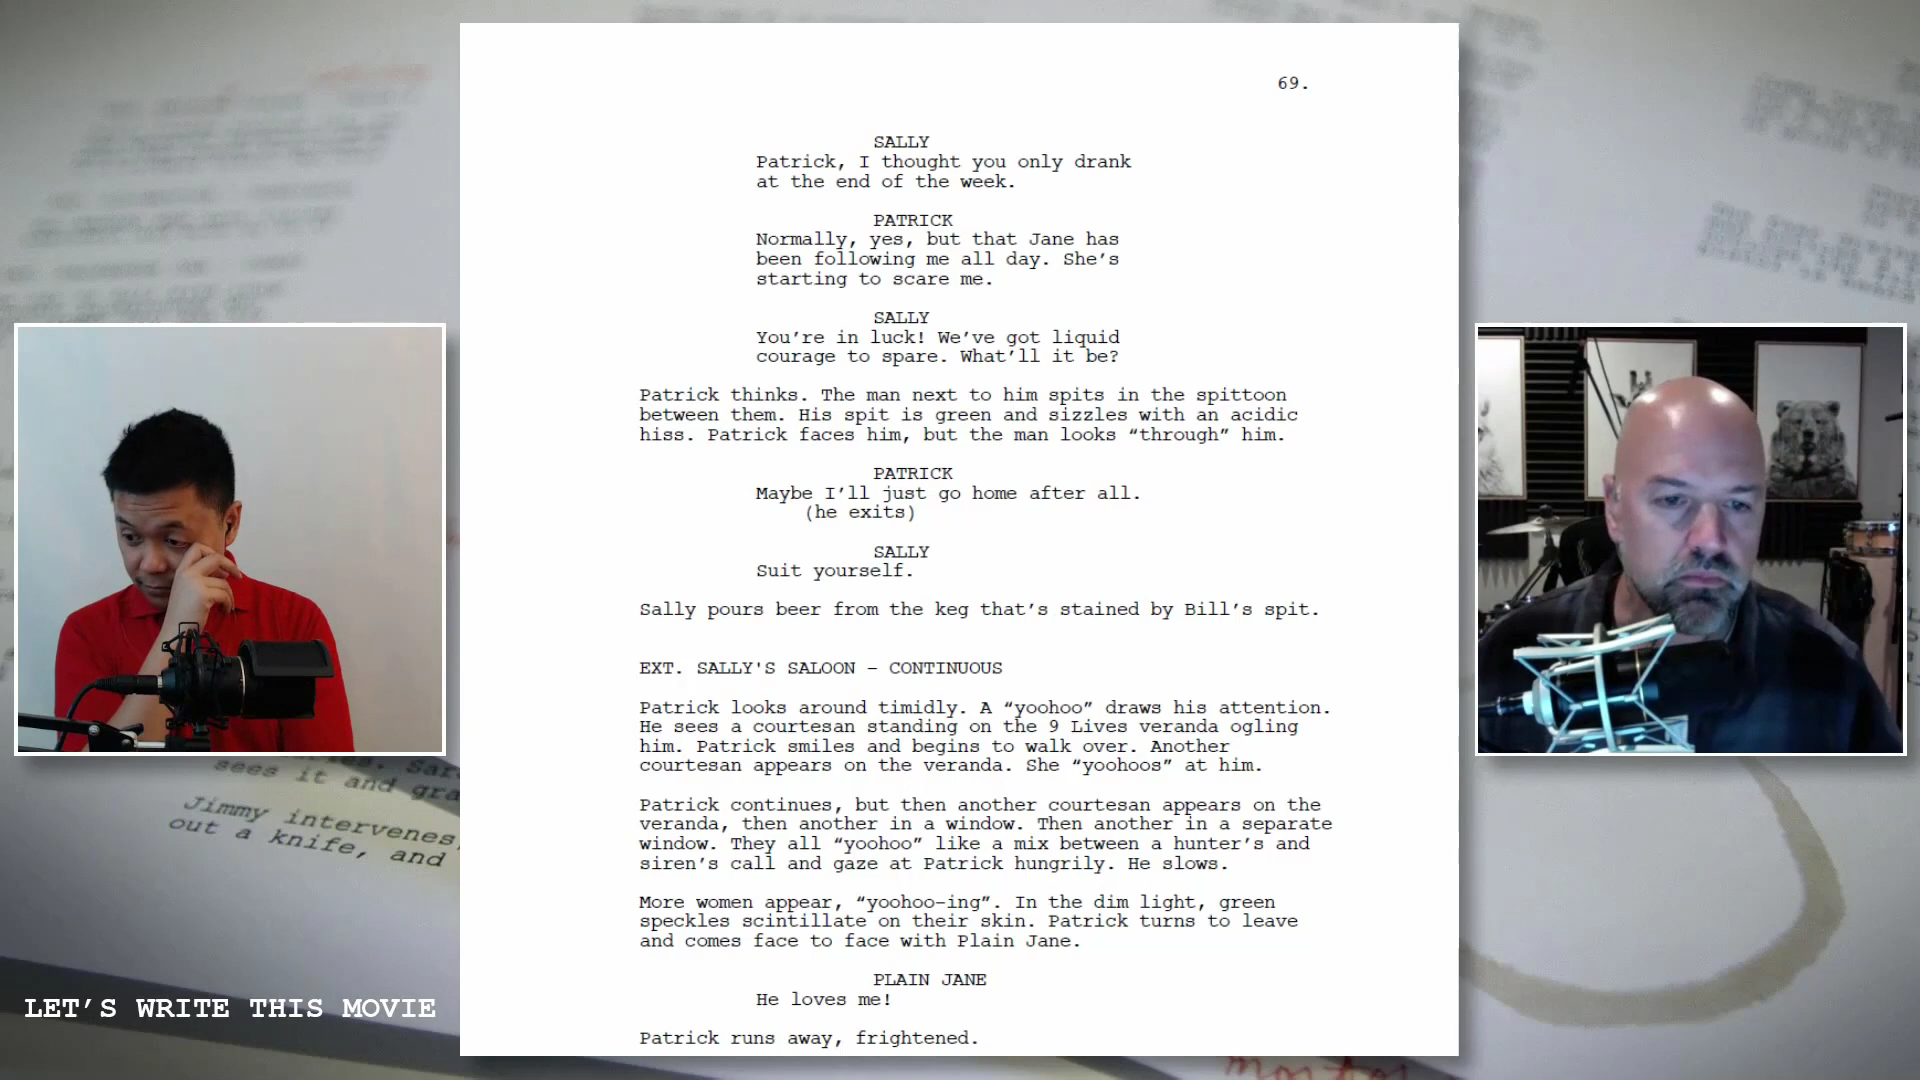 69.
SALLY
Patrick, I thought you only drank
at the end of the week.
PATRICK
Normally, yes, but that Jane has
been following me all day. She's
starting to scare me.
SALLY
You're in luck! We've got liquid
courage to spare. What'll it be?
Patrick thinks. The man next to him spits in the spittoon
between them. His spit is green and sizzles with an acidic
hiss. Patrick faces him, but the man looks “through” him.
PATRICK
Maybe I'll just go home after all.
(he exits)
SALLY
Suit yourself.
Sally pours beer from the keg that's stained by Bill's spit.
EXT. SALLY'S SALOON – CONTINUOUS
Patrick looks around timidly. A “yoohoo” draws his attention.
He sees a courtesan standing on the 9 Lives veranda ogling
him. Patrick smiles and begins to walk over. Another
courtesan appears on the veranda. She “yoohoos” at him.
Patrick continues, but then another courtesan appears on the
veranda, then another in a window. Then another in a separate
window. They all “yoohoo” like a mix between a hunter's and
siren's call and gaze at Patrick hungrily. He slows.
More women appear, “yoohoo-ing”. In the dim light, green
speckles scintillate on their skin. Patrick turns to leave
and comes face to face with Plain Jane.
PLAIN JANE
He loves me!
Patrick runs away, frightened.
sees it and
Jimmy intervenes
out a knife, and
LET'S WRITE THIS MOVIE